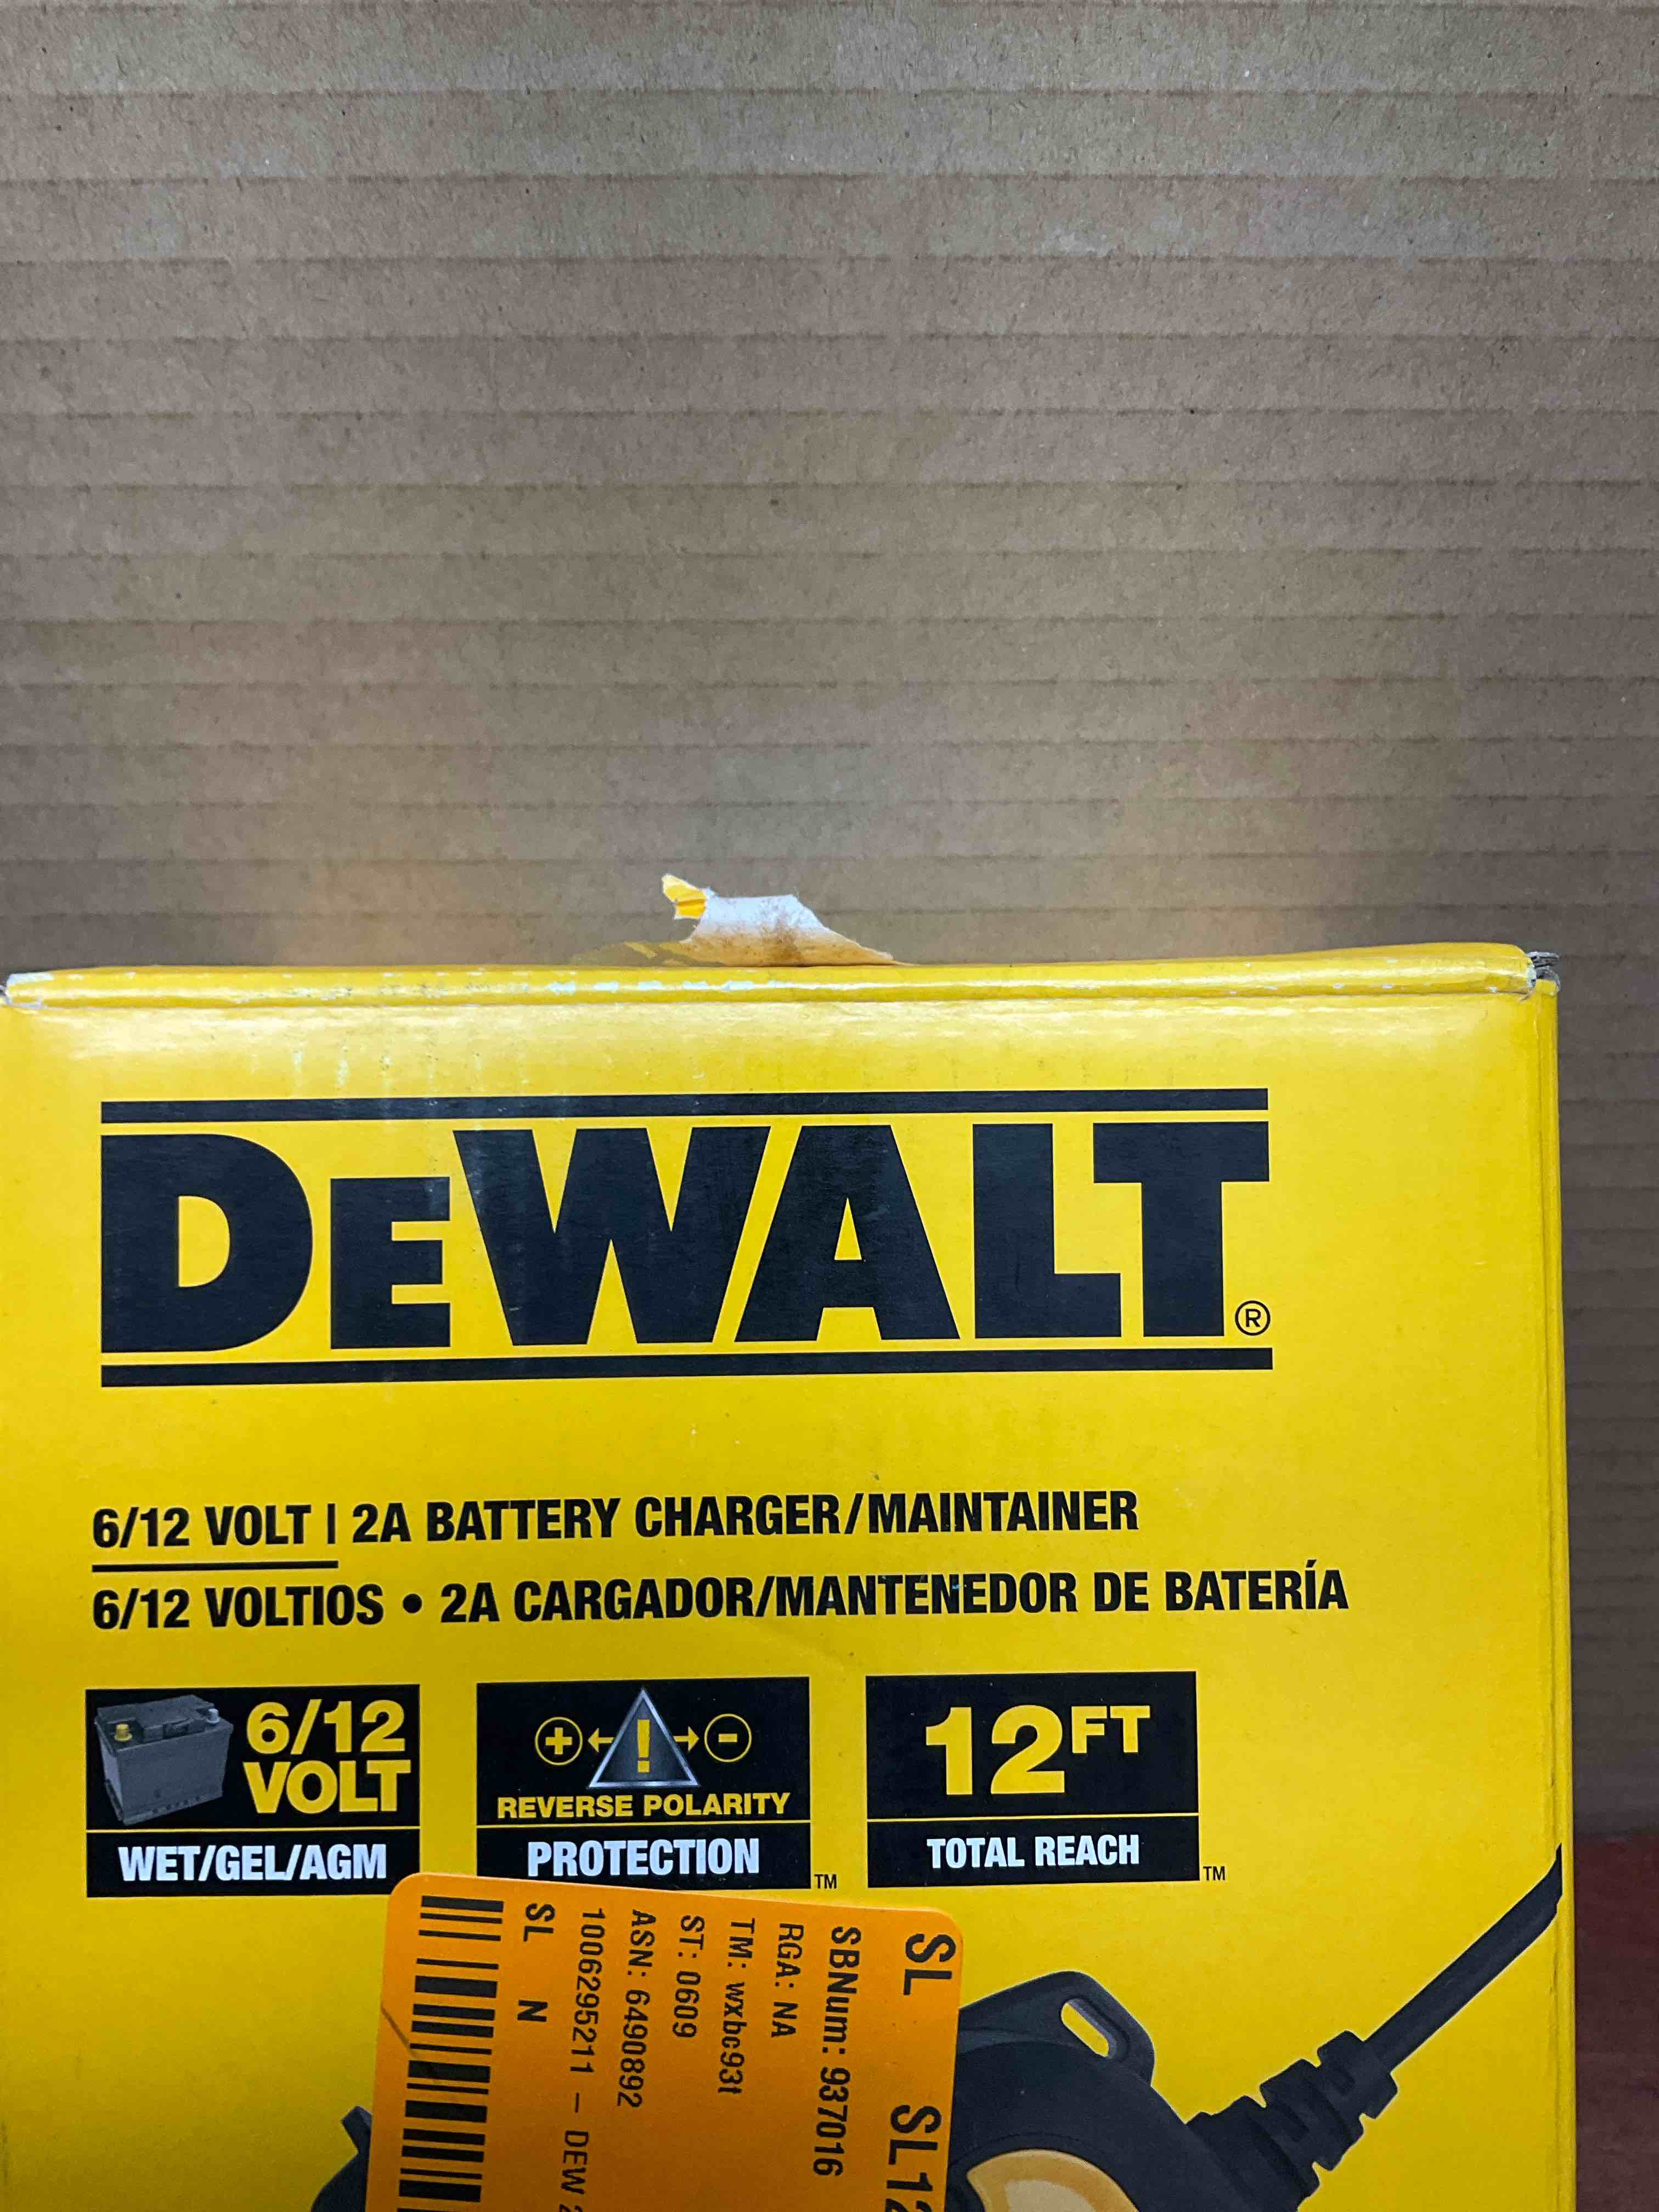 DEWALT®
6/12 VOLT | 2A BATTERY CHARGER/MAINTAINER
6/12 VOLTIOS • 2A CARGADOR/MANTENEDOR DE BATERÍA
6/12
VOLT
WET/GEL/AGM
+ ! -
REVERSE POLARITY
PROTECTION
TM
12FT
TOTAL REACH
TM
SL SL12
SBNum: 937016
RGA: NA
TM: wxbc93t
ST: 0609
ASN: 6490892
1006295211 - DEW
SL N